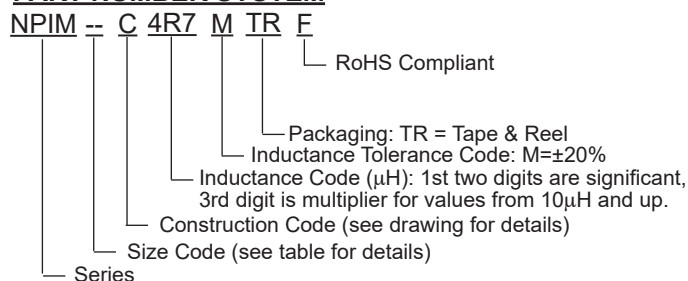 NPIM -- C 4R7 M TR F
RoHS Compliant
Packaging: TR = Tape & Reel
Inductance Tolerance Code: M=±20%
Inductance Code (μH): 1st two digits are significant,
3rd digit is multiplier for values from 10μH and up.
Construction Code (see drawing for details)
Size Code (see table for details)
Series